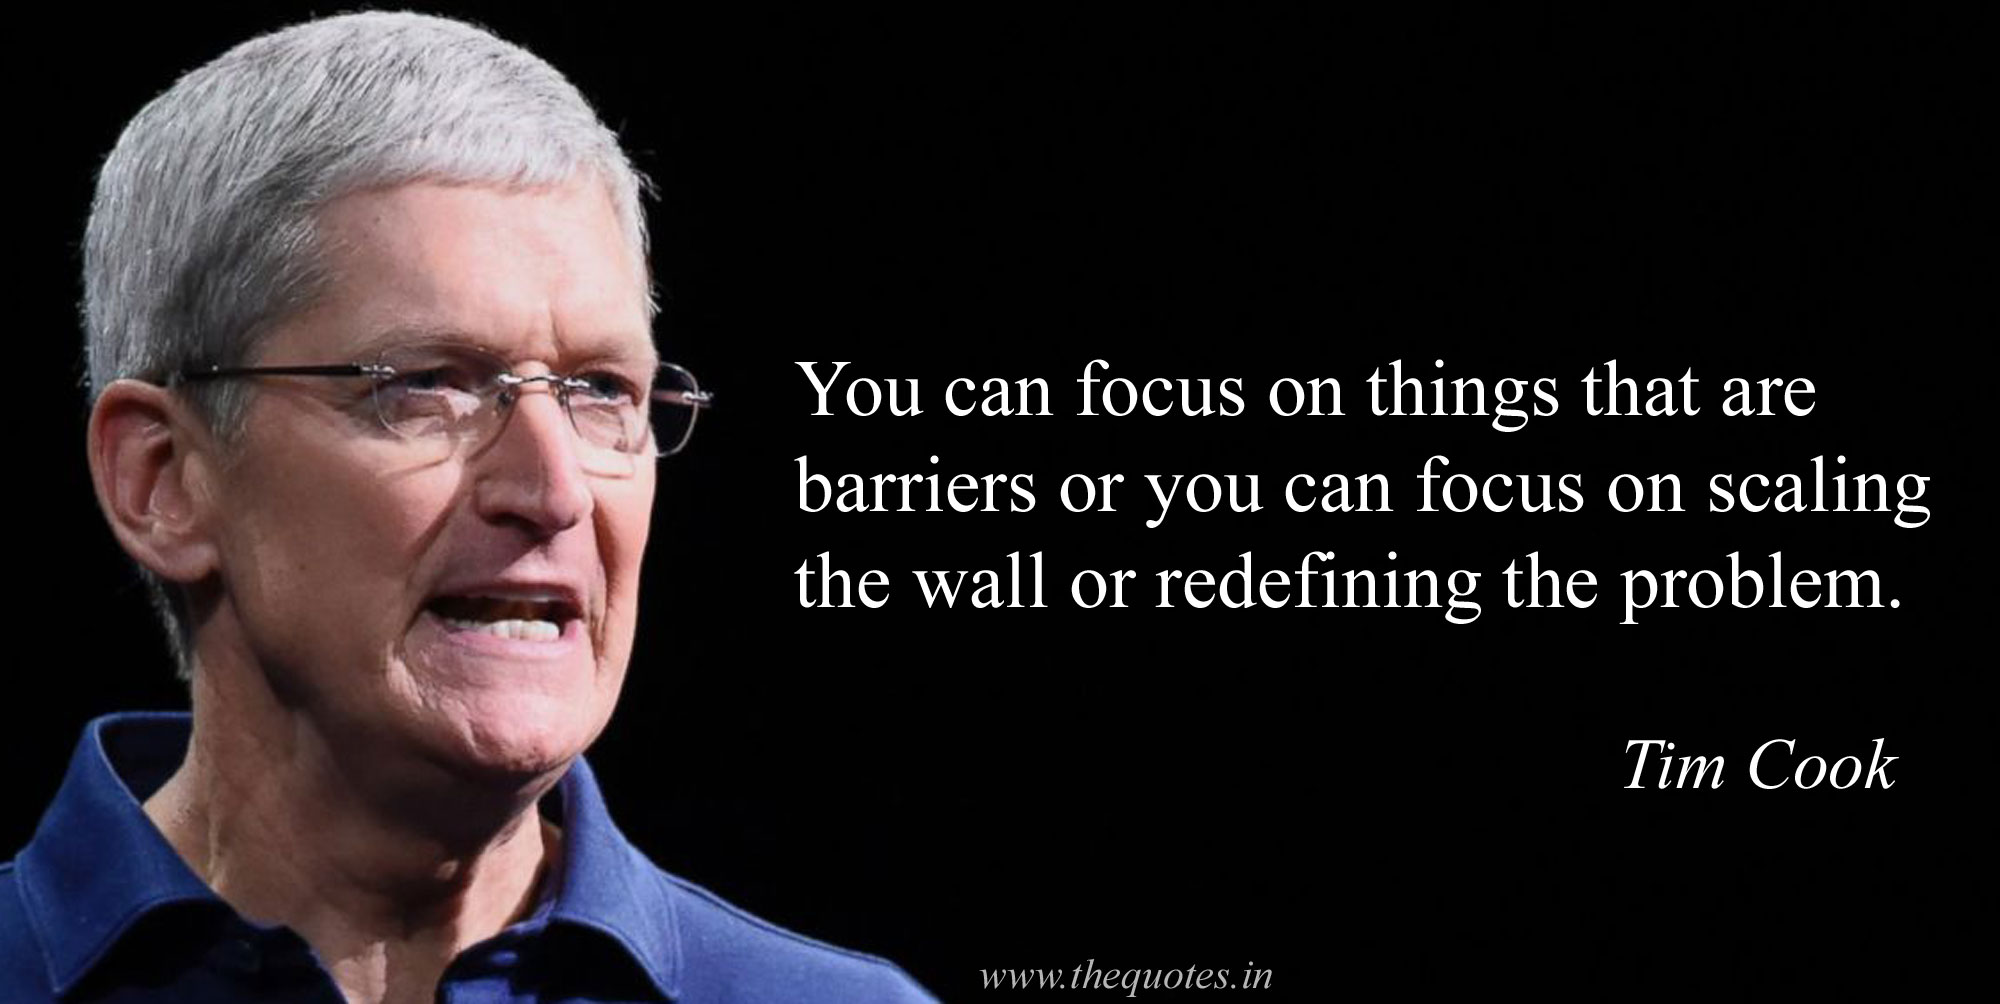 You can focus on things that are
barriers or you can focus on scaling
the wall or redefining the problem.
Tim Cook
www.thequotes.in